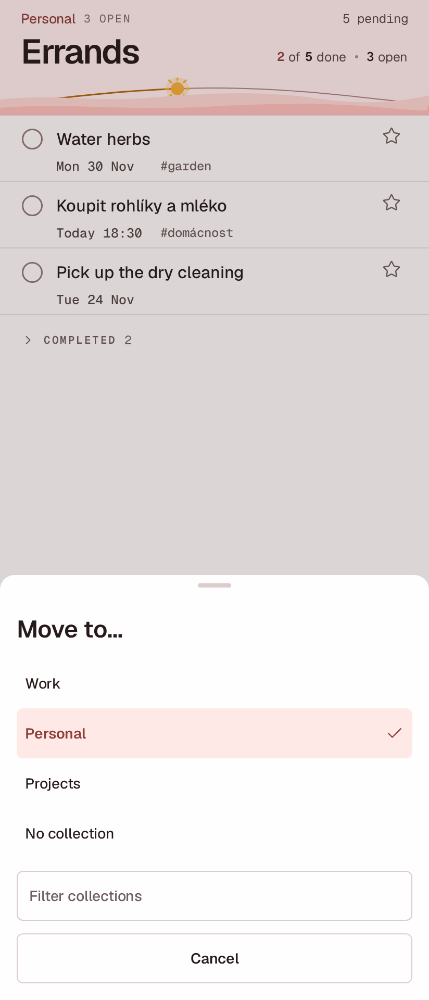 Personal 3 OPEN 5 pending
Errands
2 of 5 done • 3 open
Water herbs
Mon 30 Nov #garden
Koupit rohlíky a mléko
Today 18:30 #domácnost
Pick up the dry cleaning
Tue 24 Nov
COMPLETED 2
Move to...
Work
Personal
Projects
No collection
Filter collections
Cancel